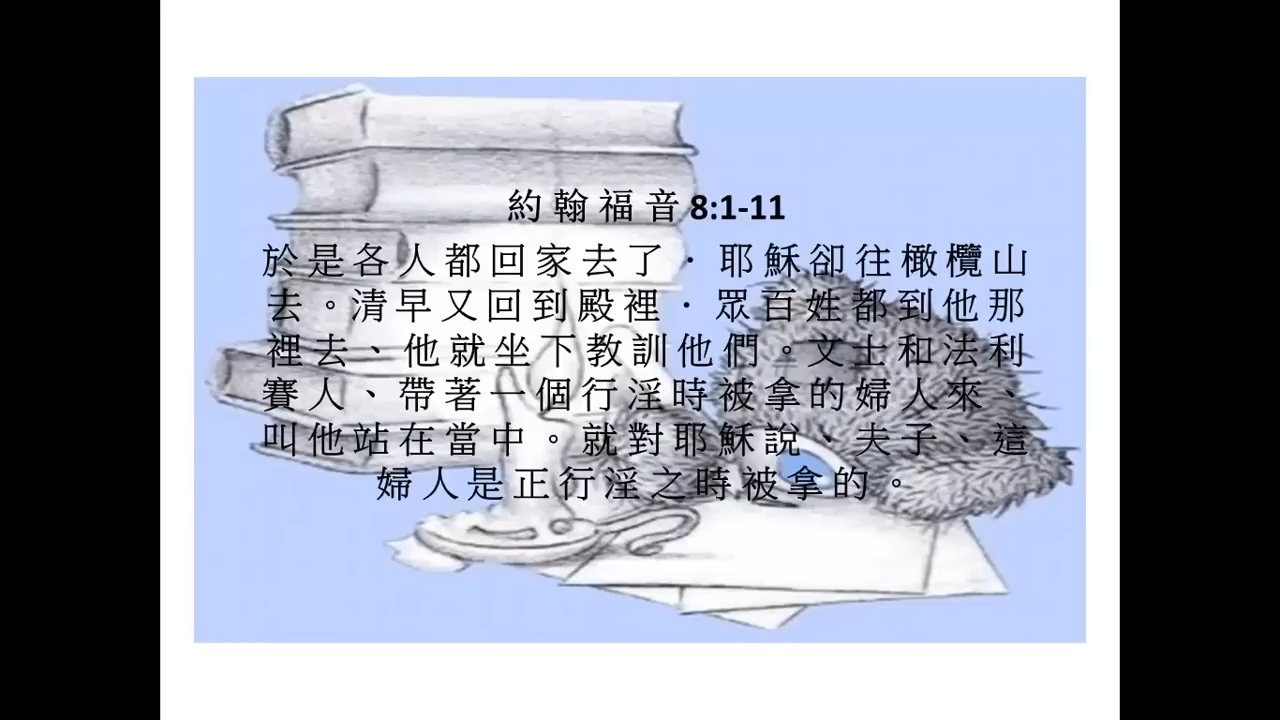 約翰福音8:1-11
於是各人都回家去了．耶穌卻往橄欖山
去。清早又回到殿裡．眾百姓都到他那
裡去、他就坐下教訓他們。文士和法利
賽人、帶著一個行淫時被拿的婦人來、
叫他站在當中。就對耶穌說、夫子、這
婦人是正行淫之時被拿的。